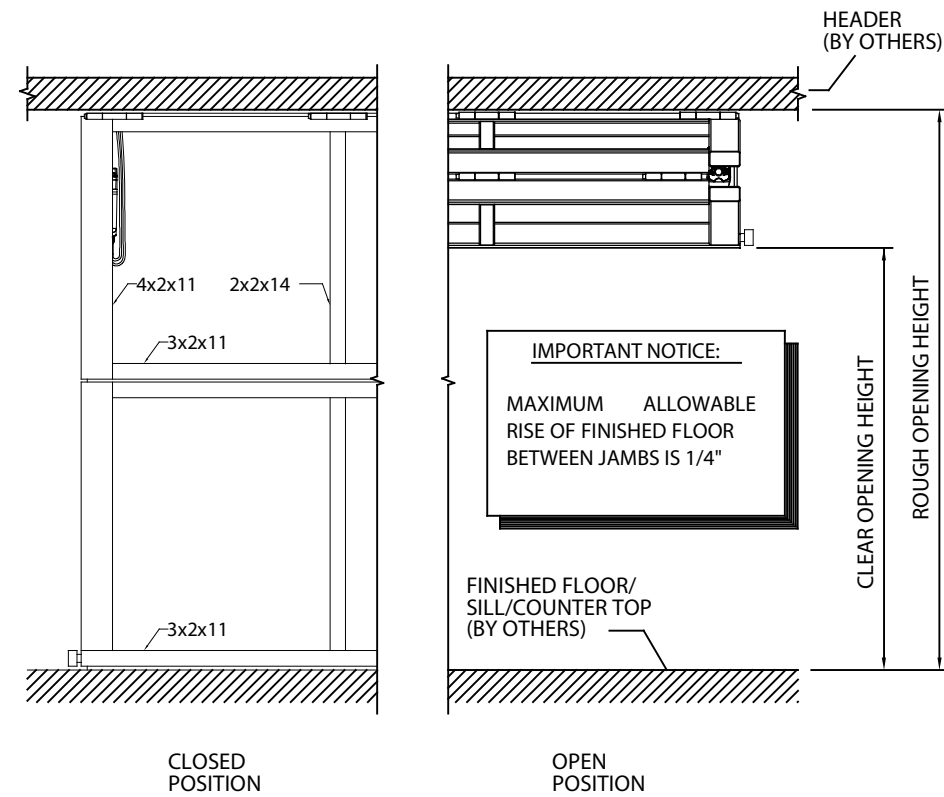 HEADER
(BY OTHERS)
4x2x11
2x2x14
3x2x11
IMPORTANT NOTICE:
MAXIMUM ALLOWABLE
RISE OF FINISHED FLOOR
BETWEEN JAMBS IS 1/4"
CLEAR OPENING HEIGHT
ROUGH OPENING HEIGHT
FINISHED FLOOR/
SILL/COUNTER TOP
(BY OTHERS)
3x2x11
CLOSED
POSITION
OPEN
POSITION